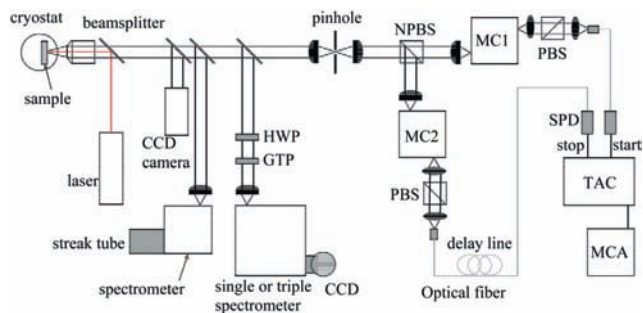 cryostat
beamsplitter
pinhole
NPBS
MC1
PBS
sample
laser
CCD
camera
HWP
GTP
MC2
PBS
SPD
stop
start
TAC
MCA
streak tube
spectrometer
single or triple
spectrometer
CCD
delay line
Optical fiber